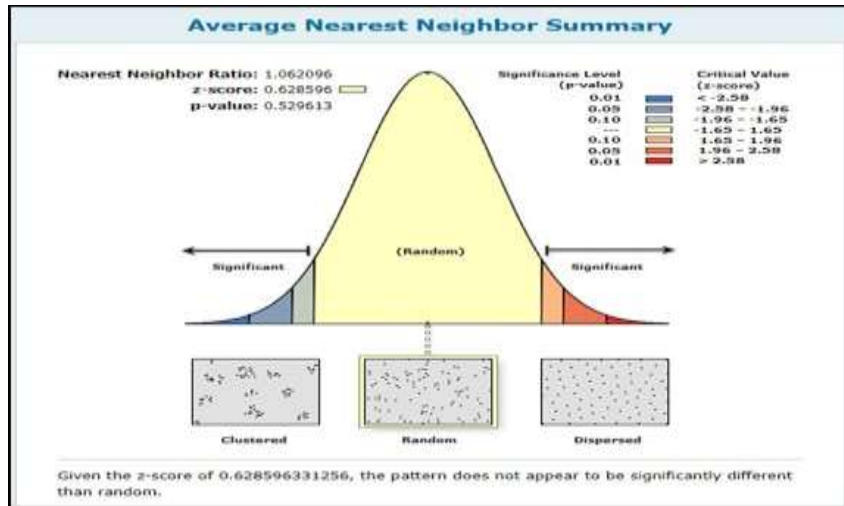 Average Nearest Neighbor Summary
Nearest Neighbor Ratio: 1.062096
z-score: 0.628596
p-value: 0.529613
Significance Level (p-value)
0.01
0.05
0.10
---
0.10
0.05
0.01
Critical Value (z-score)
< -2.58
-2.58 - -1.96
-1.96 - -1.65
-1.65 - 1.65
1.65 - 1.96
1.96 - 2.58
> 2.58
Significant
(Random)
Significant
Clustered
Random
Dispersed
Given the z-score of 0.628596331256, the pattern does not appear to be significantly different
than random.